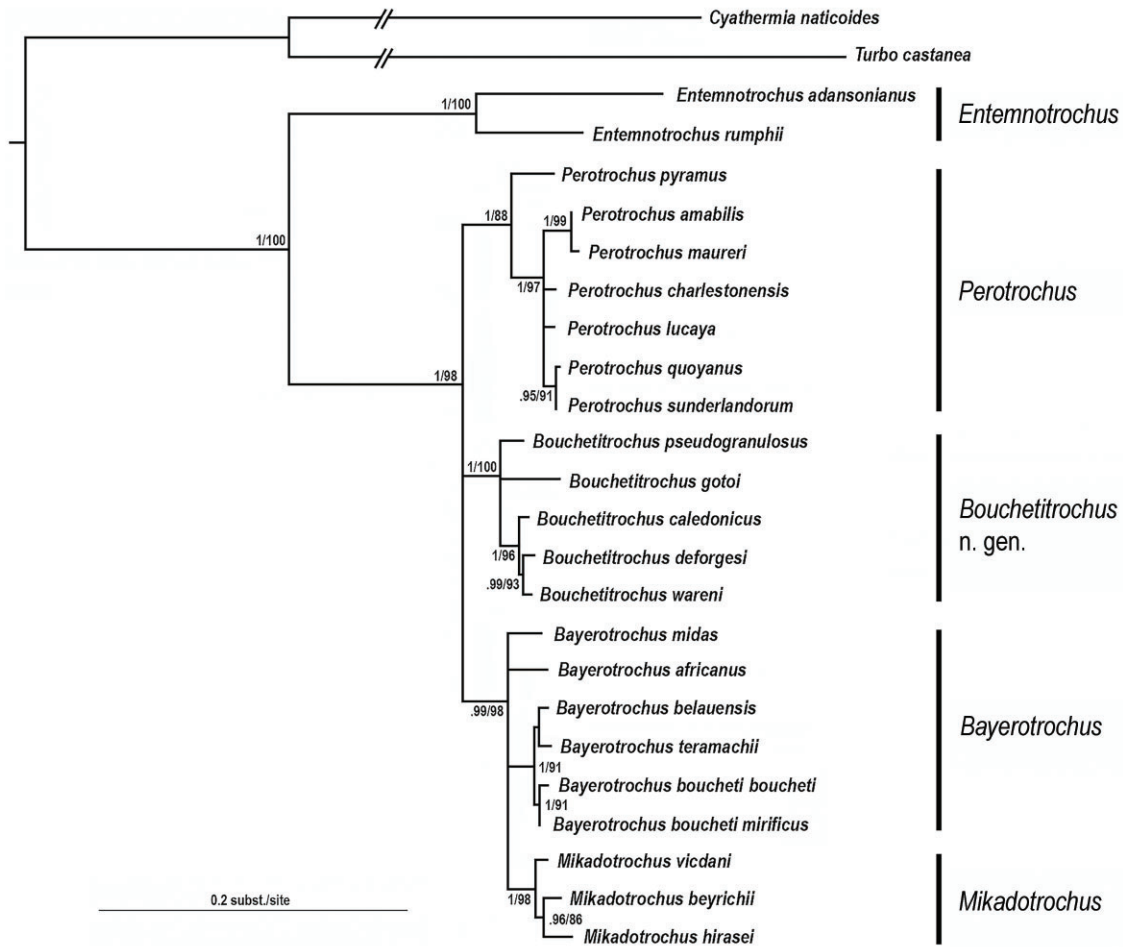 Cyathermia naticoides
Turbo castanea
Entemnotrochus adansonianus
1/100
Entemnotrochus rumphii
Entemnotrochus
Perotrochus pyramus
1/88
1/99
Perotrochus amabilis
Perotrochus maureri
1/100
1/97
Perotrochus charlestonensis
Perotrochus
Perotrochus lucaya
Perotrochus quoyanus
1/98
.95/91
Perotrochus sunderlandorum
Bouchetitrochus pseudogranulosus
1/100
Bouchetitrochus gotoi
Bouchetitrochus caledonicus
Bouchetitrochus
n. gen.
1/96
Bouchetitrochus deforgesi
.99/93
Bouchetitrochus wareni
Bayerotrochus midas
Bayerotrochus africanus
.99/98
Bayerotrochus belauensis
Bayerotrochus teramachii
Bayerotrochus
1/91
Bayerotrochus boucheti boucheti
1/91
Bayerotrochus boucheti mirificus
Mikadotrochus vicdani
1/98
Mikadotrochus beyrichii
Mikadotrochus
.96/86
Mikadotrochus hirasei
0.2 subst./site